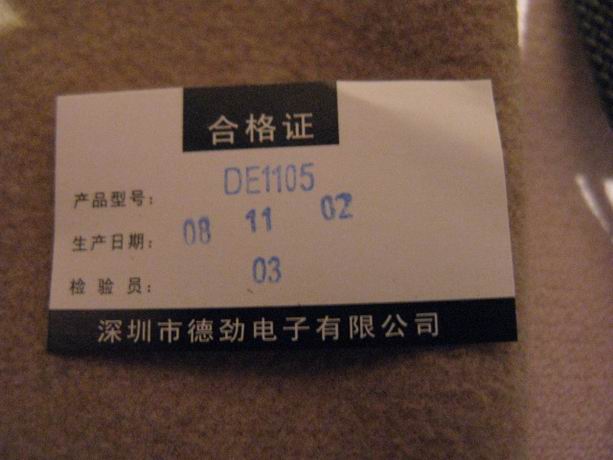 合格证
产品型号： DE1105
生产日期： 08 11 02
检验员： 03
深圳市德劲电子有限公司